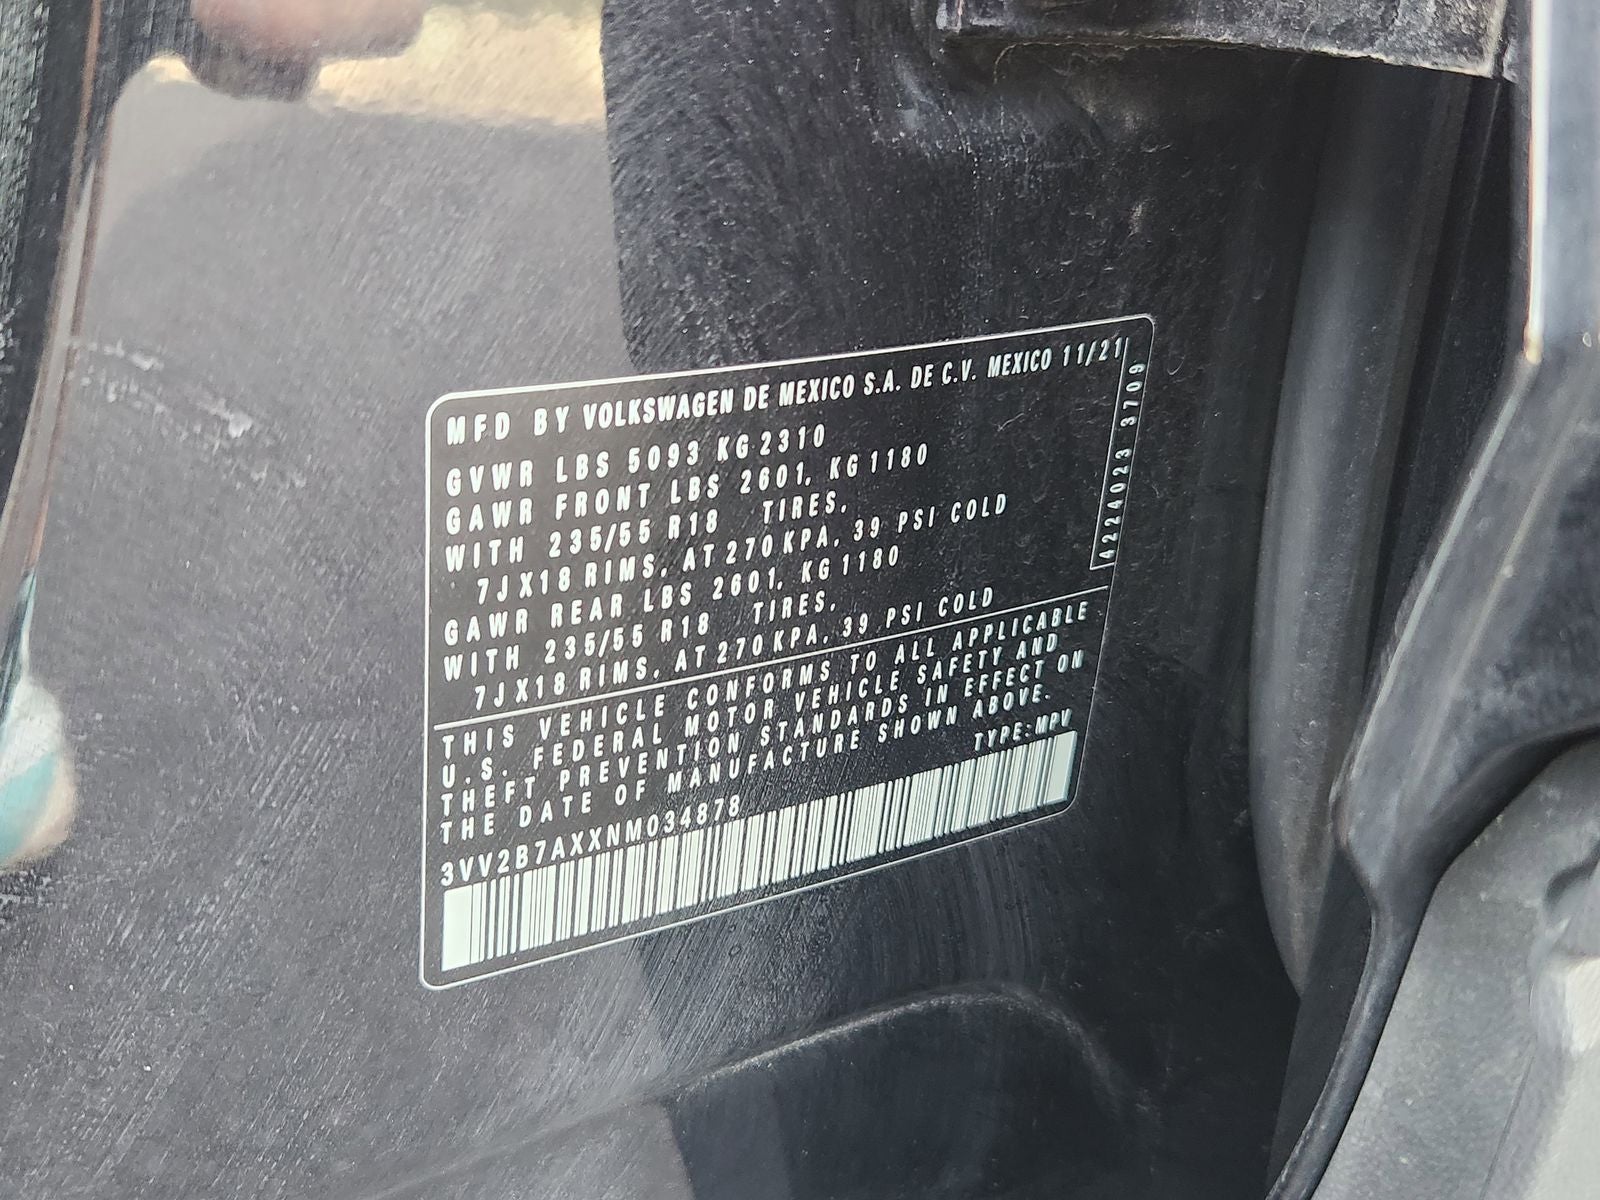 MFD BY VOLKSWAGEN DE MEXICO S.A. DE C.V. MEXICO 11/21
GVWR LBS 5093 KG 2310
GAWR FRONT LBS 2601, KG 1180
WITH 235/55 R18 TIRES,
7JX18 RIMS, AT 270 KPA, 39 PSI COLD
GAWR REAR LBS 2601, KG 1180
WITH 235/55 R18 TIRES,
7JX18 RIMS, AT 270 KPA, 39 PSI COLD
4224023 3709
THIS VEHICLE CONFORMS TO ALL APPLICABLE
U.S. FEDERAL MOTOR VEHICLE SAFETY AND
THEFT PREVENTION STANDARDS IN EFFECT ON
THE DATE OF MANUFACTURE SHOWN ABOVE.
TYPE: MPV
3VV2B7AXXNM034878